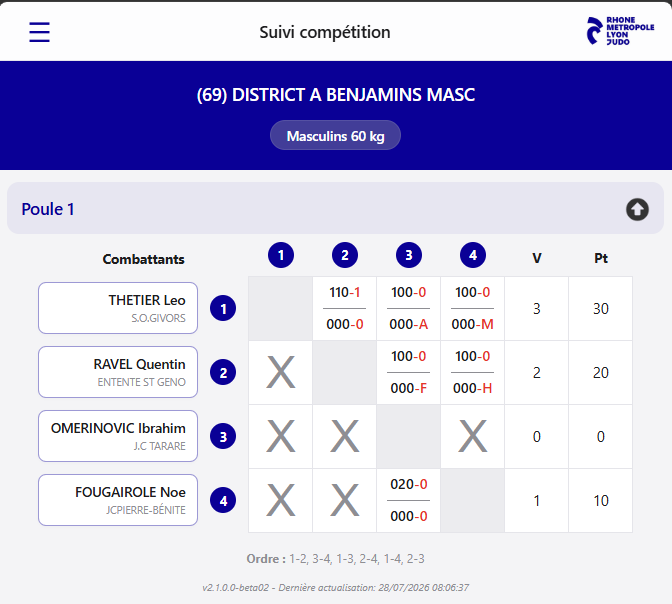 Suivi compétition
RHONE
METROPOLE
LYON
JUDO
(69) DISTRICT A BENJAMINS MASC
Masculins 60 kg
Poule 1
Combattants 1 2 3 4 V Pt
THETIER Leo
S.O.GIVORS
1
110-1 100-0 100-0
000-0 000-A 000-M
3 30
RAVEL Quentin
ENTENTE ST GENO
2
X
100-0 100-0
000-F 000-H
2 20
OMERINOVIC Ibrahim
J.C TARARE
3
X X X
0 0
FOUGAIROLE Noe
JCPIERRE-BÉNITE
4
X X
020-0
000-0
1 10
Ordre : 1-2, 3-4, 1-3, 2-4, 1-4, 2-3
v2.1.0.0-beta02 - Dernière actualisation: 28/07/2026 08:06:37